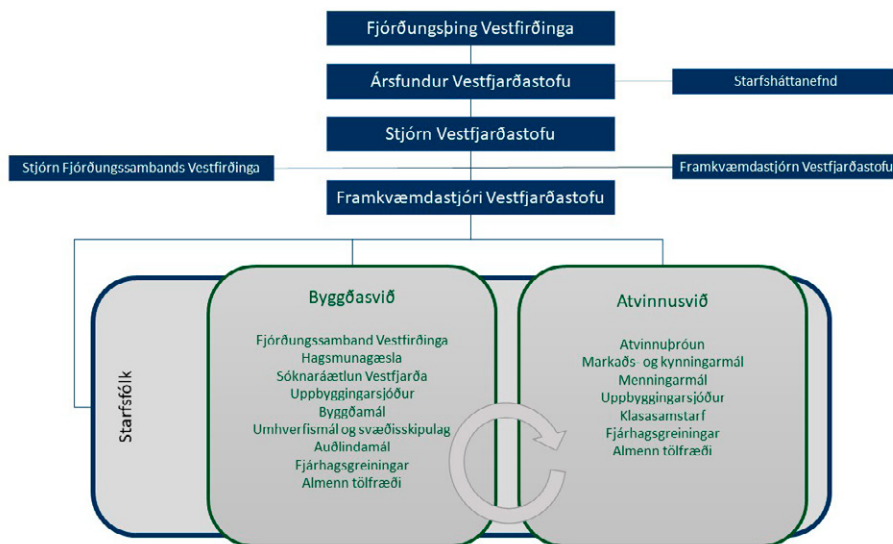 Fjórðungsþing Vestfirðinga
Ársfundur Vestfjarðastofu
Starfsháttanefnd
Stjórn Vestfjarðastofu
Stjórn Fjórðungssambands Vestfirðinga
Framkvæmdastjórn Vestfjarðastofu
Framkvæmdastjóri Vestfjarðastofu
Starfsfólk
Byggðasvið
Fjórðungssamband Vestfirðinga
Hagsmunagæsla
Sóknaráætlun Vestfjarða
Uppbyggingarsjóður
Byggðamál
Umhverfismál og svæðisskipulag
Auðlindamál
Fjárhagsgreiningar
Almenn tölfræði
Atvinnusvið
Atvinnuþróun
Markaðs- og kynningarmál
Menningarmál
Uppbyggingarsjóður
Klasasamstarf
Fjárhagsgreiningar
Almenn tölfræði